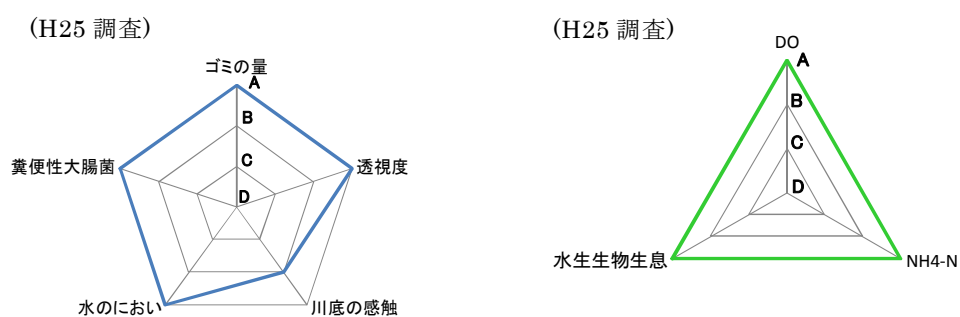 (H25 調査)
ゴミの量
A
B
C
D
糞便性大腸菌
透視度
水のにおい
川底の感触
(H25 調査)
DO
A
B
C
D
水生生物生息
NH4-N